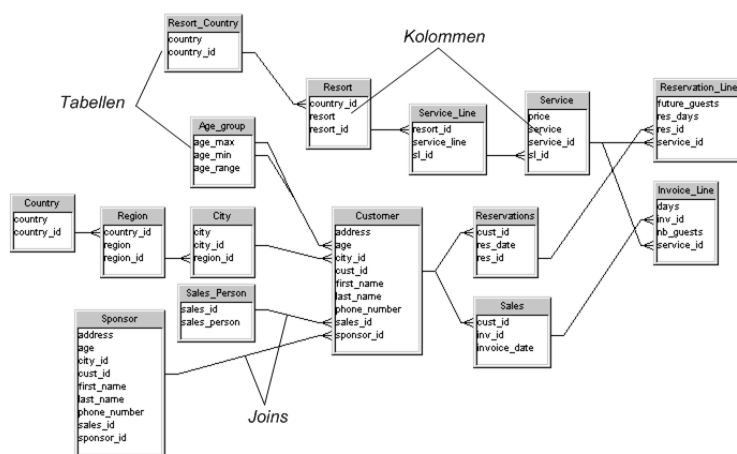 Resort_Country
country
country_id
Kolommen
Tabellen
Resort
country_id
resort
resort_id
Service_Line
resort_id
service_line
sl_id
Service
price
service
service_id
sl_id
Reservation_Line
future_guests
res_days
res_id
service_id
Age_group
age_max
age_min
age_range
Country
country
country_id
Region
country_id
region
region_id
City
city
city_id
region_id
Customer
address
age
city_id
cust_id
first_name
last_name
phone_number
sales_id
sponsor_id
Reservations
cust_id
res_date
res_id
Invoice_Line
days
inv_id
nb_guests
service_id
Sales_Person
sales_id
sales_person
Sales
cust_id
inv_id
invoice_date
Sponsor
address
age
city_id
cust_id
first_name
last_name
phone_number
sales_id
sponsor_id
Joins